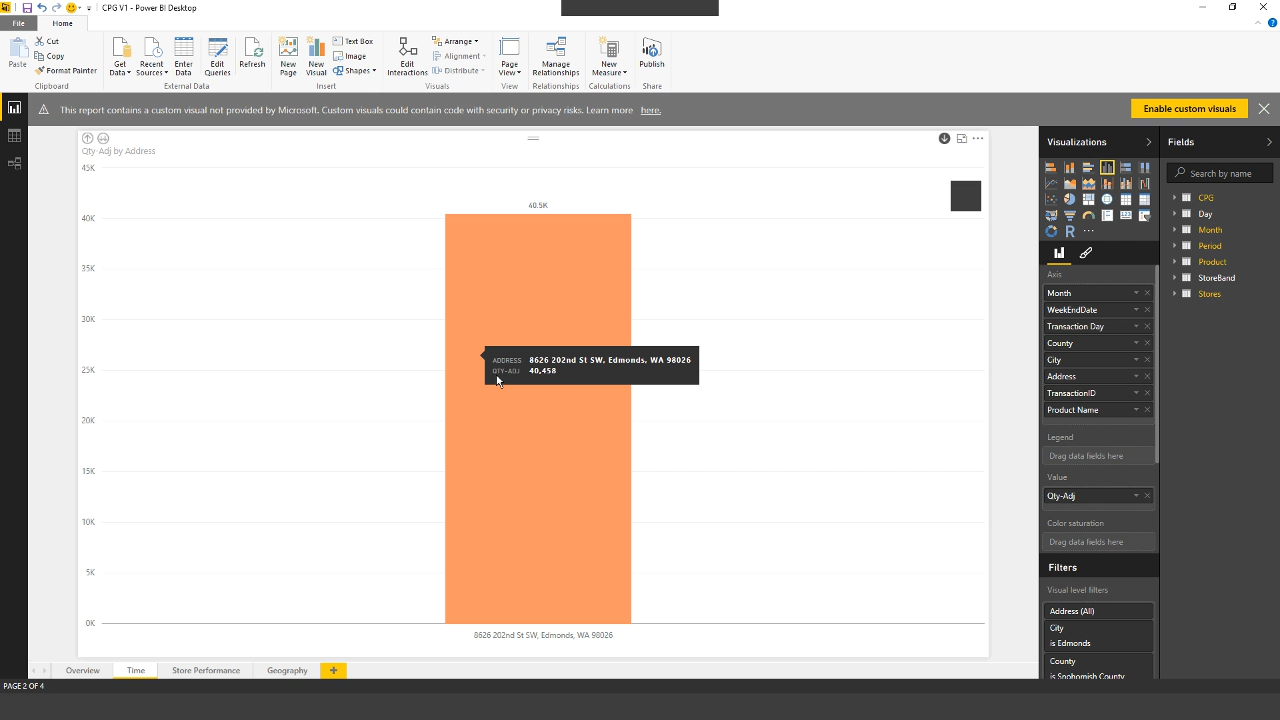 CPG V1 - Power BI Desktop
File Home
Paste
Cut
Copy
Format Painter
Get Data
Recent Sources
Enter Data
Edit Queries
Refresh
New Page
New Visual
Text Box
Image
Shapes
Edit Interactions
Arrange
Alignment
Distribute
Page View
Manage Relationships
New Measure
Publish
Clipboard External Data Insert Visuals View Relationships Calculations Share
This report contains a custom visual not provided by Microsoft. Custom visuals could contain code with security or privacy risks. Learn more here.
Enable custom visuals
Qty-Adj by Address
45K
40K
35K
30K
25K
20K
15K
10K
5K
0K
40.5K
ADDRESS 8626 202nd St SW, Edmonds, WA 98026
QTY-ADJ 40,458
8626 202nd St SW, Edmonds, WA 98026
Visualizations
R
Axis
Month
WeekEndDate
Transaction Day
County
City
Address
TransactionID
Product Name
Legend
Drag data fields here
Value
Qty-Adj
Color saturation
Drag data fields here
Filters
Visual level filters
Address (All)
City
is Edmonds
County
is Snohomish County
Fields
Search by name
CPG
Day
Month
Period
Product
StoreBand
Stores
Overview Time Store Performance Geography +
PAGE 2 OF 4